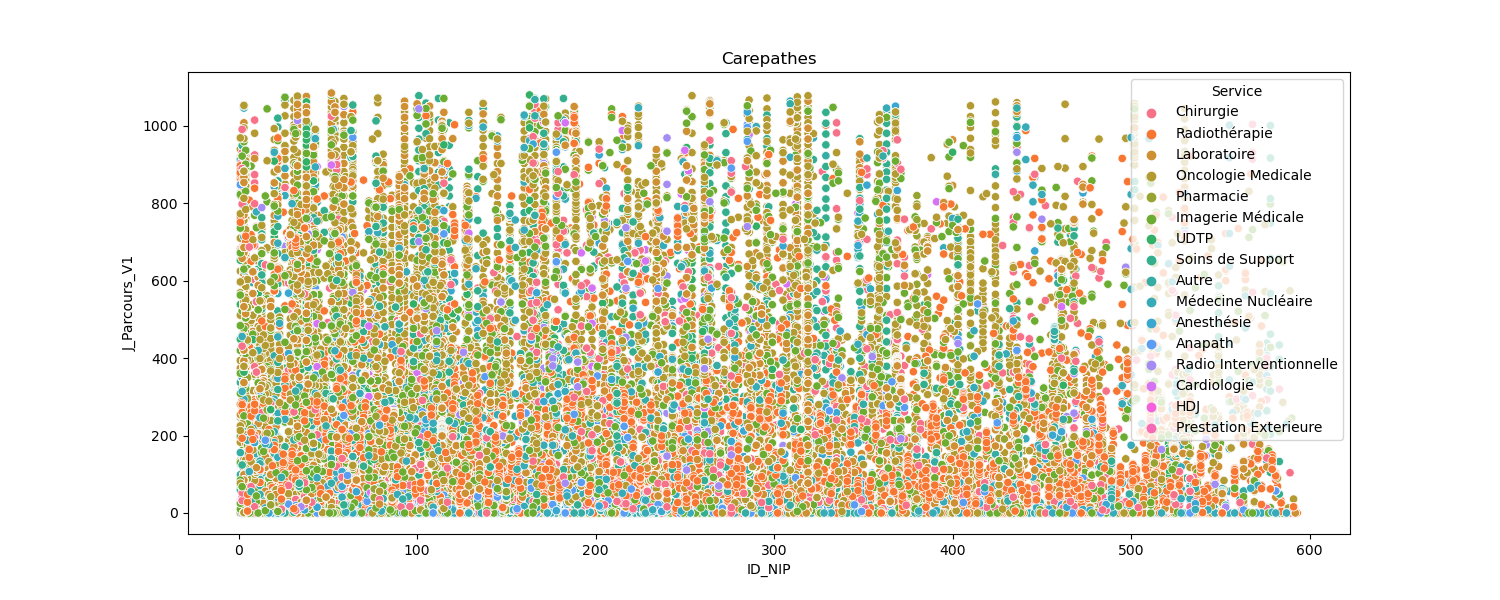 Carepathes
J_Parcours_V1
1000
800
600
400
200
0
0 100 200 300 400 500 600
ID_NIP
Service
Chirurgie
Radiothérapie
Laboratoire
Oncologie Medicale
Pharmacie
Imagerie Médicale
UDTP
Soins de Support
Autre
Médecine Nucléaire
Anesthésie
Anapath
Radio Interventionnelle
Cardiologie
HDJ
Prestation Exterieure